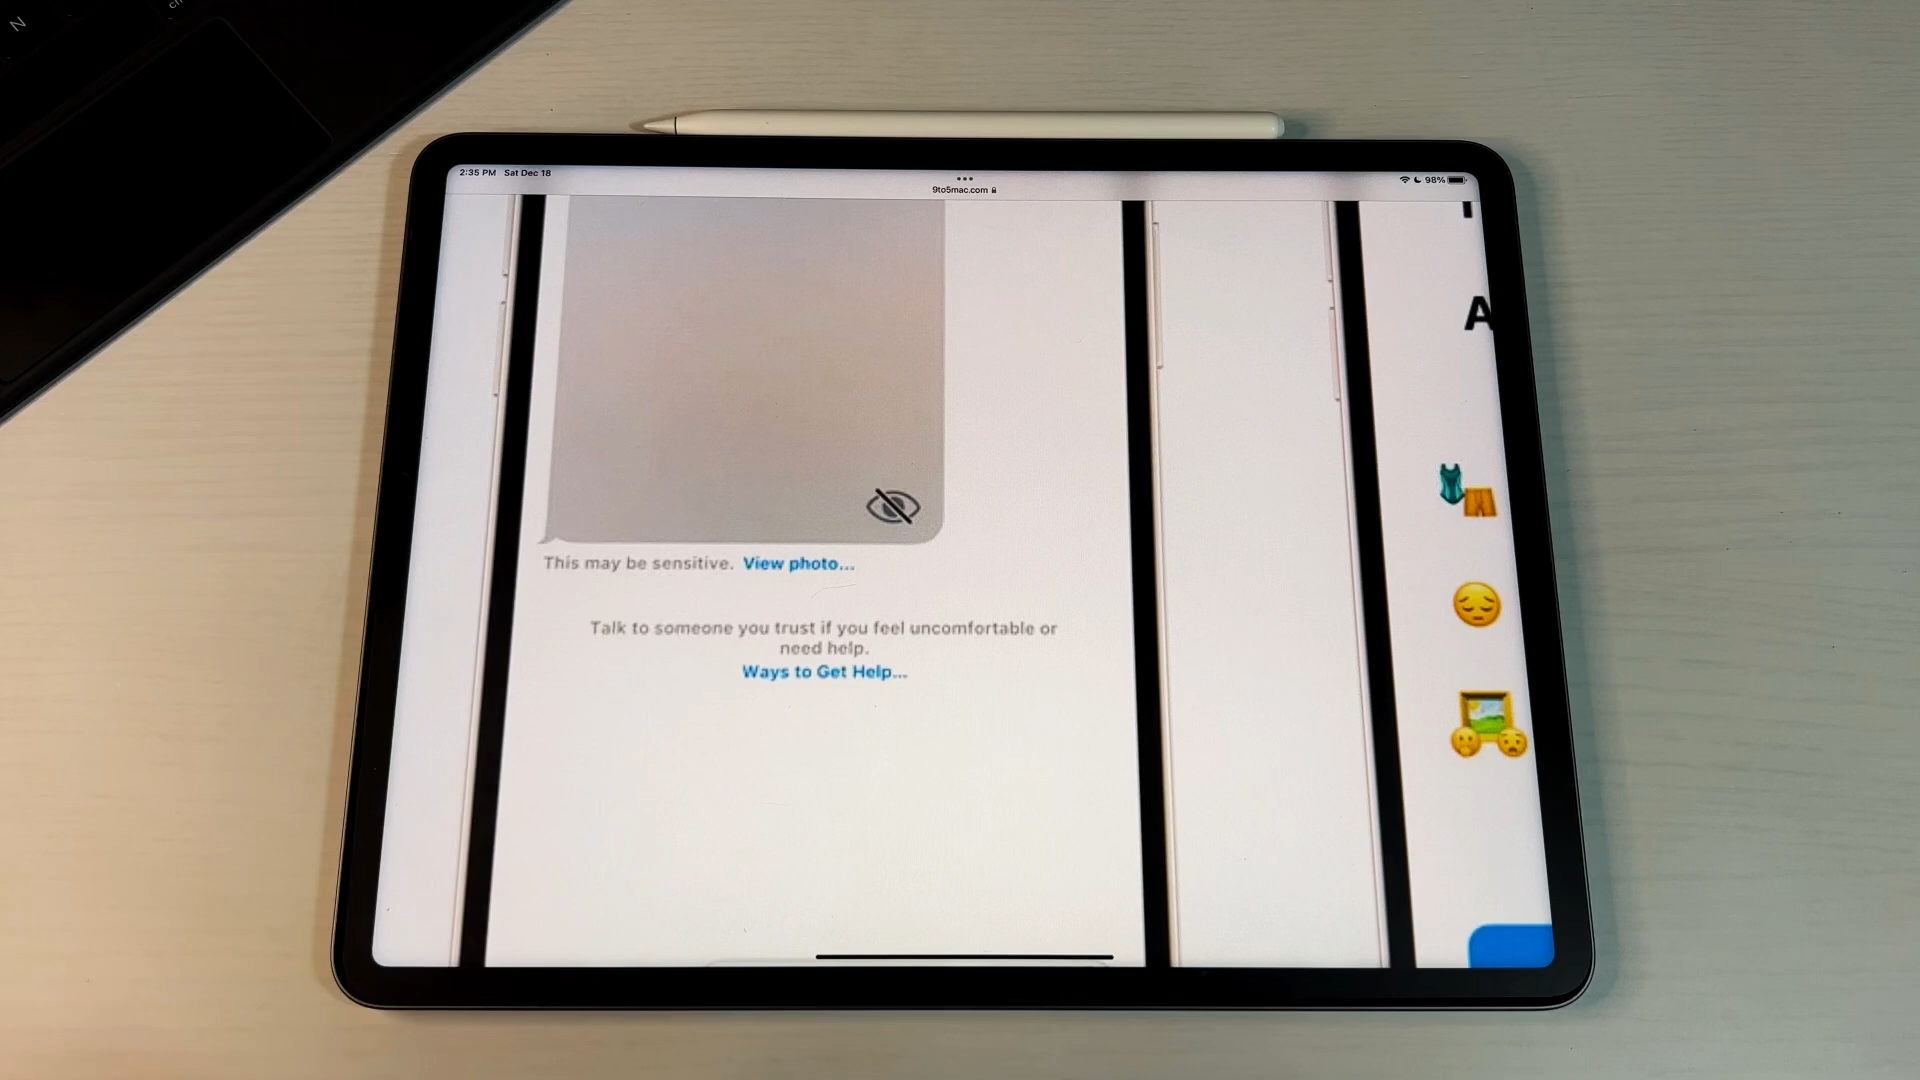 N
2:35 PM Sat Dec 18
9to5mac.com
98%
A
This may be sensitive. View photo...
Talk to someone you trust if you feel uncomfortable or
need help.
Ways to Get Help...